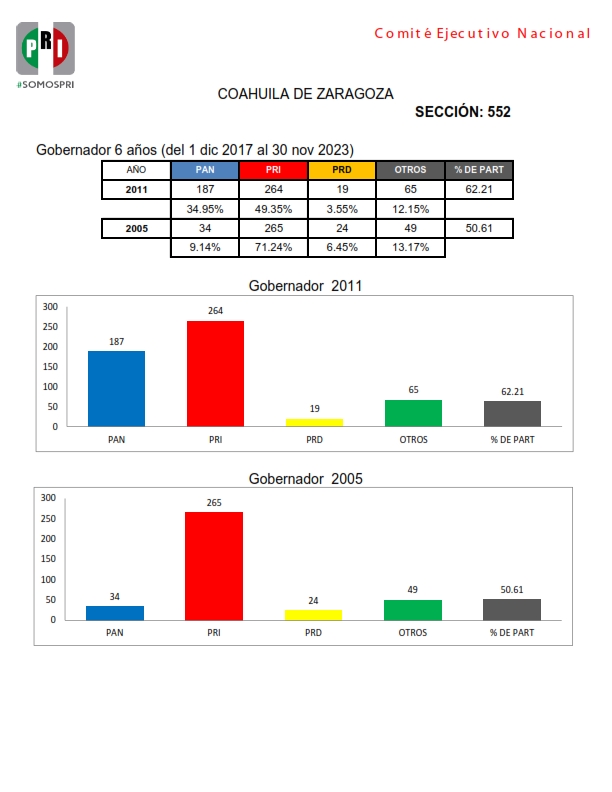 PRI
#SOMOSPRI
Comité Ejecutivo Nacional
COAHUILA DE ZARAGOZA
SECCIÓN: 552
Gobernador 6 años (del 1 dic 2017 al 30 nov 2023)
AÑO PAN PRI PRD OTROS % DE PART
2011 187 264 19 65 62.21
34.95% 49.35% 3.55% 12.15%
2005 34 265 24 49 50.61
9.14% 71.24% 6.45% 13.17%
Gobernador 2011
300
250
200
150
100
50
0
187
264
19
65
62.21
PAN PRI PRD OTROS % DE PART
Gobernador 2005
300
250
200
150
100
50
0
34
265
24
49
50.61
PAN PRI PRD OTROS % DE PART